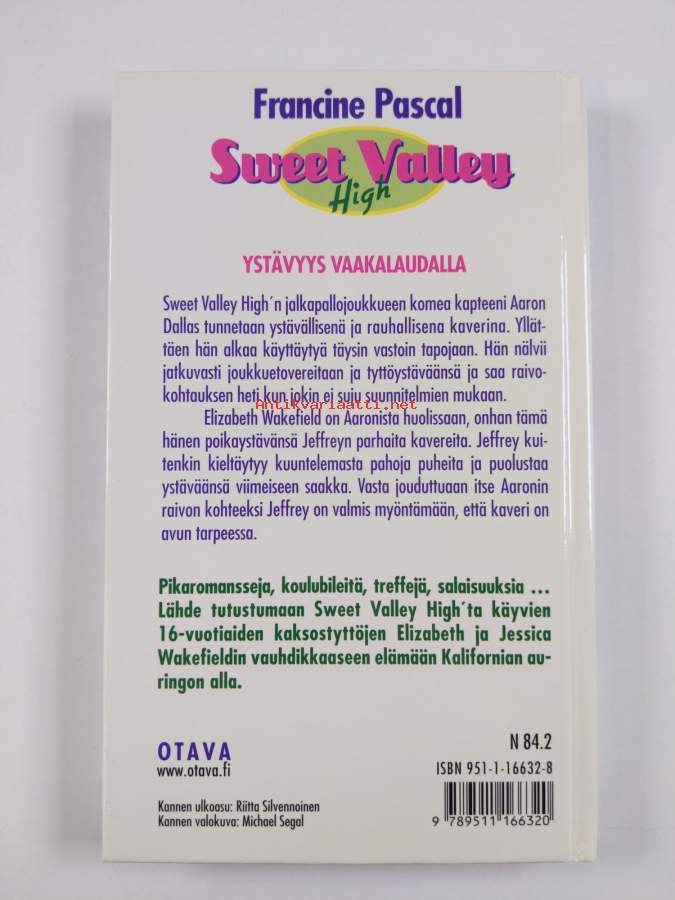 Francine Pascal
Sweet Valley
High
YSTÄVYYS VAAKALAUDALLA
Sweet Valley High´n jalkapallojoukkueen komea kapteeni Aaron
Dallas tunnetaan ystävällisenä ja rauhallisena kaverina. Yllät-
täen hän alkaa käyttäytyä täysin vastoin tapojaan. Hän nälvii
jatkuvasti joukkuetovereitaan ja tyttöystäväänsä ja saa raivo-
kohtauksen heti kun jokin ei suju suunnitelmien mukaan.
Antikvariaatti.net
Elizabeth Wakefield on Aaronista huolissaan, onhan tämä
hänen poikaystävänsä Jeffreyn parhaita kavereita. Jeffrey kui-
tenkin kieltäytyy kuuntelemasta pahoja puheita ja puolustaa
ystäväänsä viimeiseen saakka. Vasta jouduttuaan itse Aaronin
raivon kohteeksi Jeffrey on valmis myöntämään, että kaveri on
avun tarpeessa.
Pikaromansseja, koulubileitä, treffejä, salaisuuksia ...
Lähde tutustumaan Sweet Valley High´ta käyvien
16-vuotiaiden kaksostyttöjen Elizabeth ja Jessica
Wakefieldin vauhdikkaaseen elämään Kalifornian au-
ringon alla.
OTAVA
www.otava.fi
N 84.2
ISBN 951-1-16632-8
Kannen ulkoasu: Riitta Silvennoinen
Kannen valokuva: Michael Segal
9 789511 166320